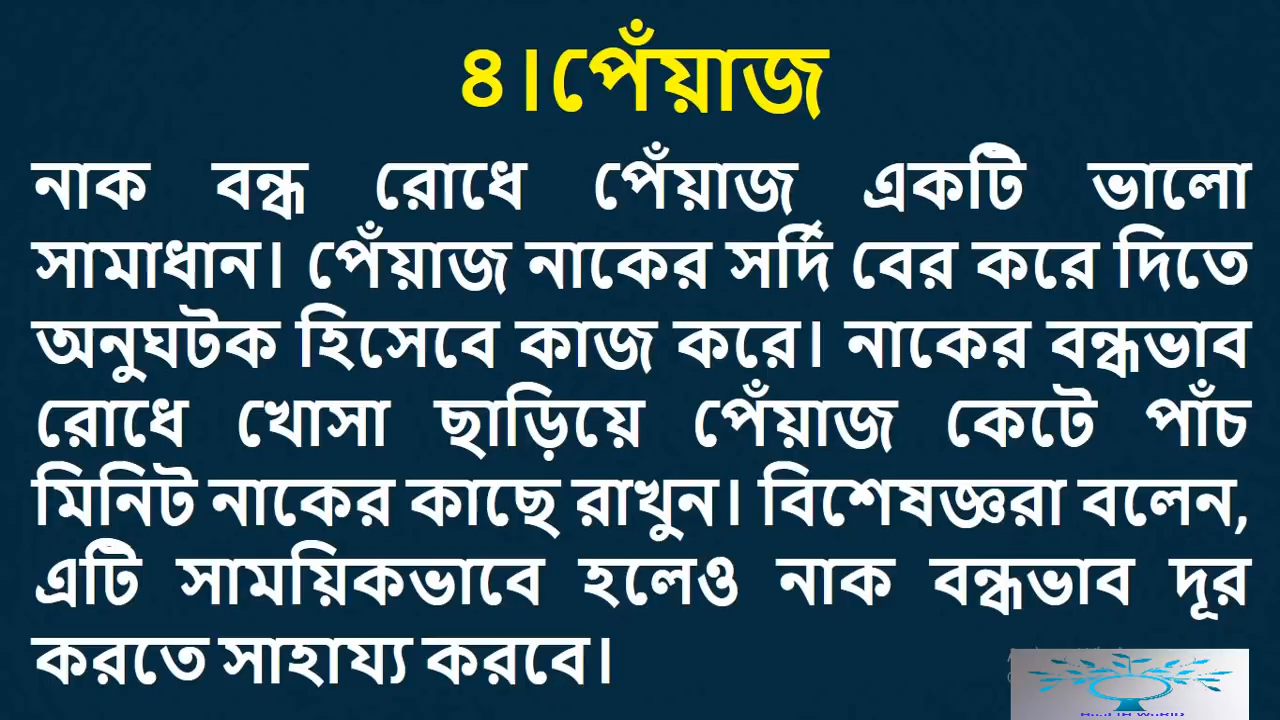 ৪।পেঁয়াজ
নাক বন্ধ রোধে পেঁয়াজ একটি ভালো
সামাধান। পেঁয়াজ নাকের সর্দি বের করে দিতে
অনুঘটক হিসেবে কাজ করে। নাকের বন্ধভাব
রোধে খোসা ছাড়িয়ে পেঁয়াজ কেটে পাঁচ
মিনিট নাকের কাছে রাখুন। বিশেষজ্ঞরা বলেন,
এটি সাময়িকভাবে হলেও নাক বন্ধভাব দূর
করতে সাহায্য করবে।